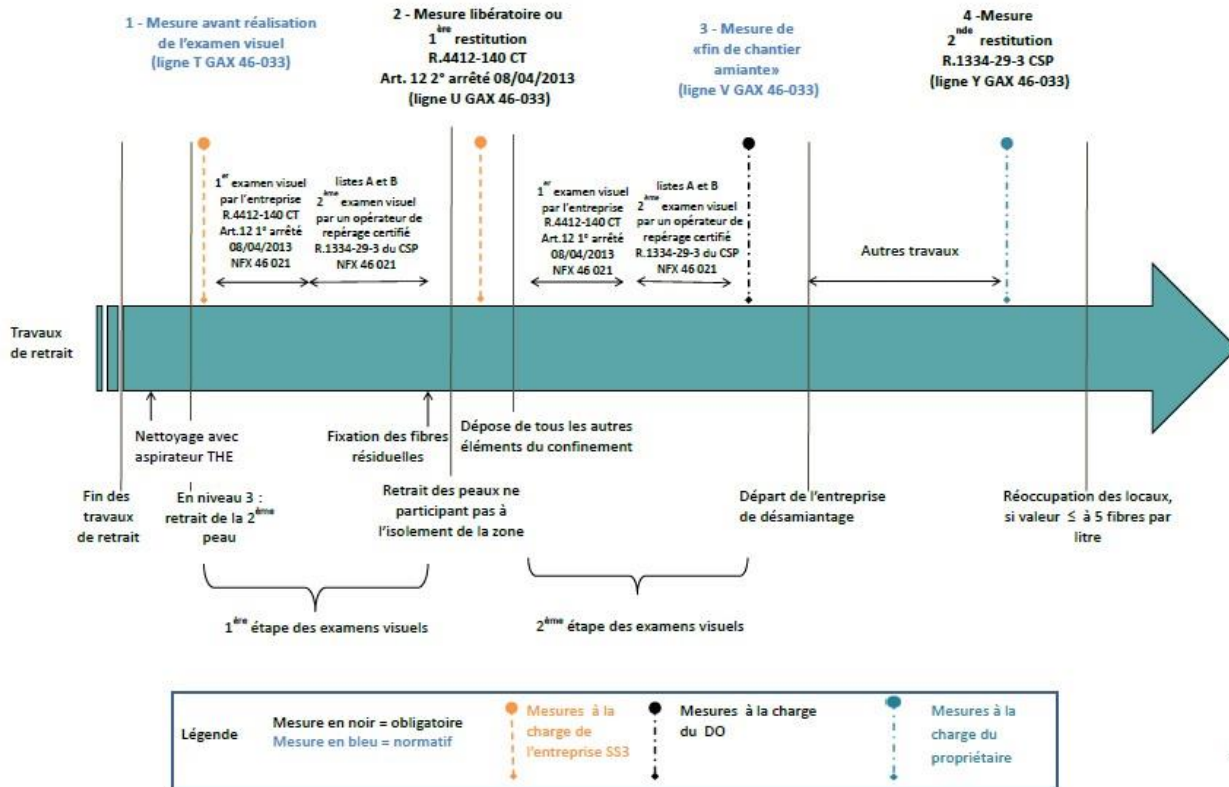 1 - Mesure avant réalisation
de l'examen visuel
(ligne T GAX 46-033)
2 - Mesure libératoire ou
1ère restitution
R.4412-140 CT
Art. 12 2° arrêté 08/04/2013
(ligne U GAX 46-033)
3 - Mesure de
«fin de chantier
amiante»
(ligne V GAX 46-033)
4 -Mesure
2nde restitution
R.1334-29-3 CSP
(ligne Y GAX 46-033)
1er examen visuel
par l'entreprise
R.4412-140 CT
Art.12 1° arrêté
08/04/2013
NFX 46 021
listes A et B
2ème examen visuel
par un opérateur de
repérage certifié
R.1334-29-3 du CSP
NFX 46 021
1er examen visuel
par l'entreprise
R.4412-140 CT
Art.12 1° arrêté
08/04/2013
NFX 46 021
listes A et B
2ème examen visuel
par un opérateur de
repérage certifié
R.1334-29-3 du CSP
NFX 46 021
Autres travaux
Travaux
de retrait
Nettoyage avec
aspirateur THE
Fixation des fibres
résiduelles
Dépose de tous les autres
éléments du confinement
Fin des
travaux
de retrait
En niveau 3 :
retrait de la 2ème
peau
Retrait des peaux ne
participant pas à
l'isolement de la zone
Départ de l'entreprise
de désamiantage
Réoccupation des locaux,
si valeur ≤ à 5 fibres par
litre
1ère étape des examens visuels
2ème étape des examens visuels
Légende
Mesure en noir = obligatoire
Mesure en bleu = normatif
Mesures à la
charge de
l'entreprise SS3
Mesures à la charge
du DO
Mesures à la
charge du
propriétaire